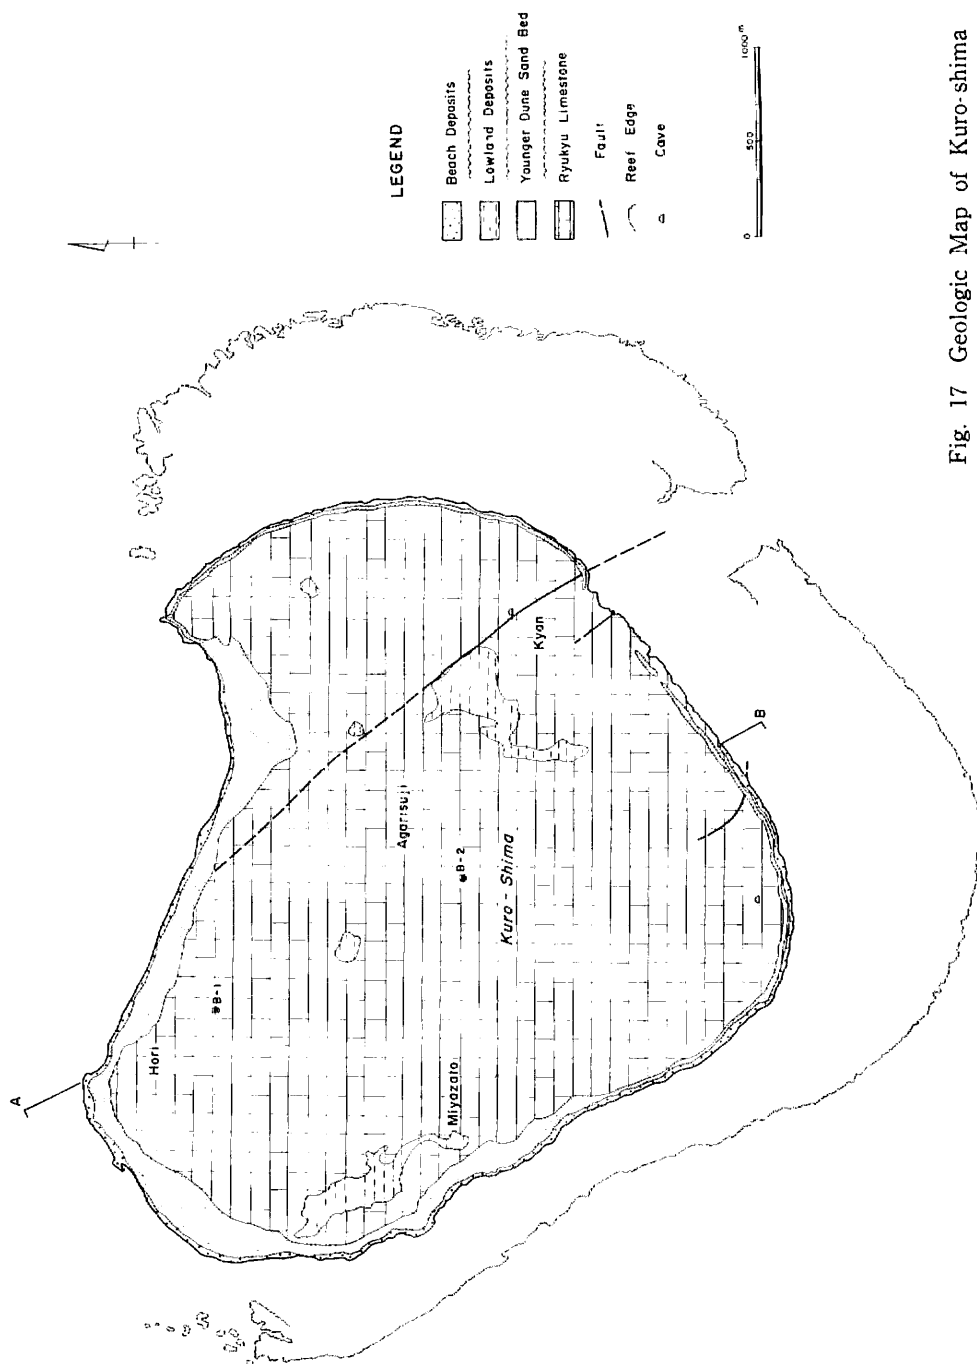 A
Hori
B-1
Miyazato
Agarisuji
B-2
Kuro-Shima
Kyan
B
LEGEND
Beach Deposits
Lowland Deposits
Younger Dune Sand Bed
Ryukyu Limestone
Fault
Reef Edge
Cave
0 500 1000m
Fig. 17 Geologic Map of Kuro-shima